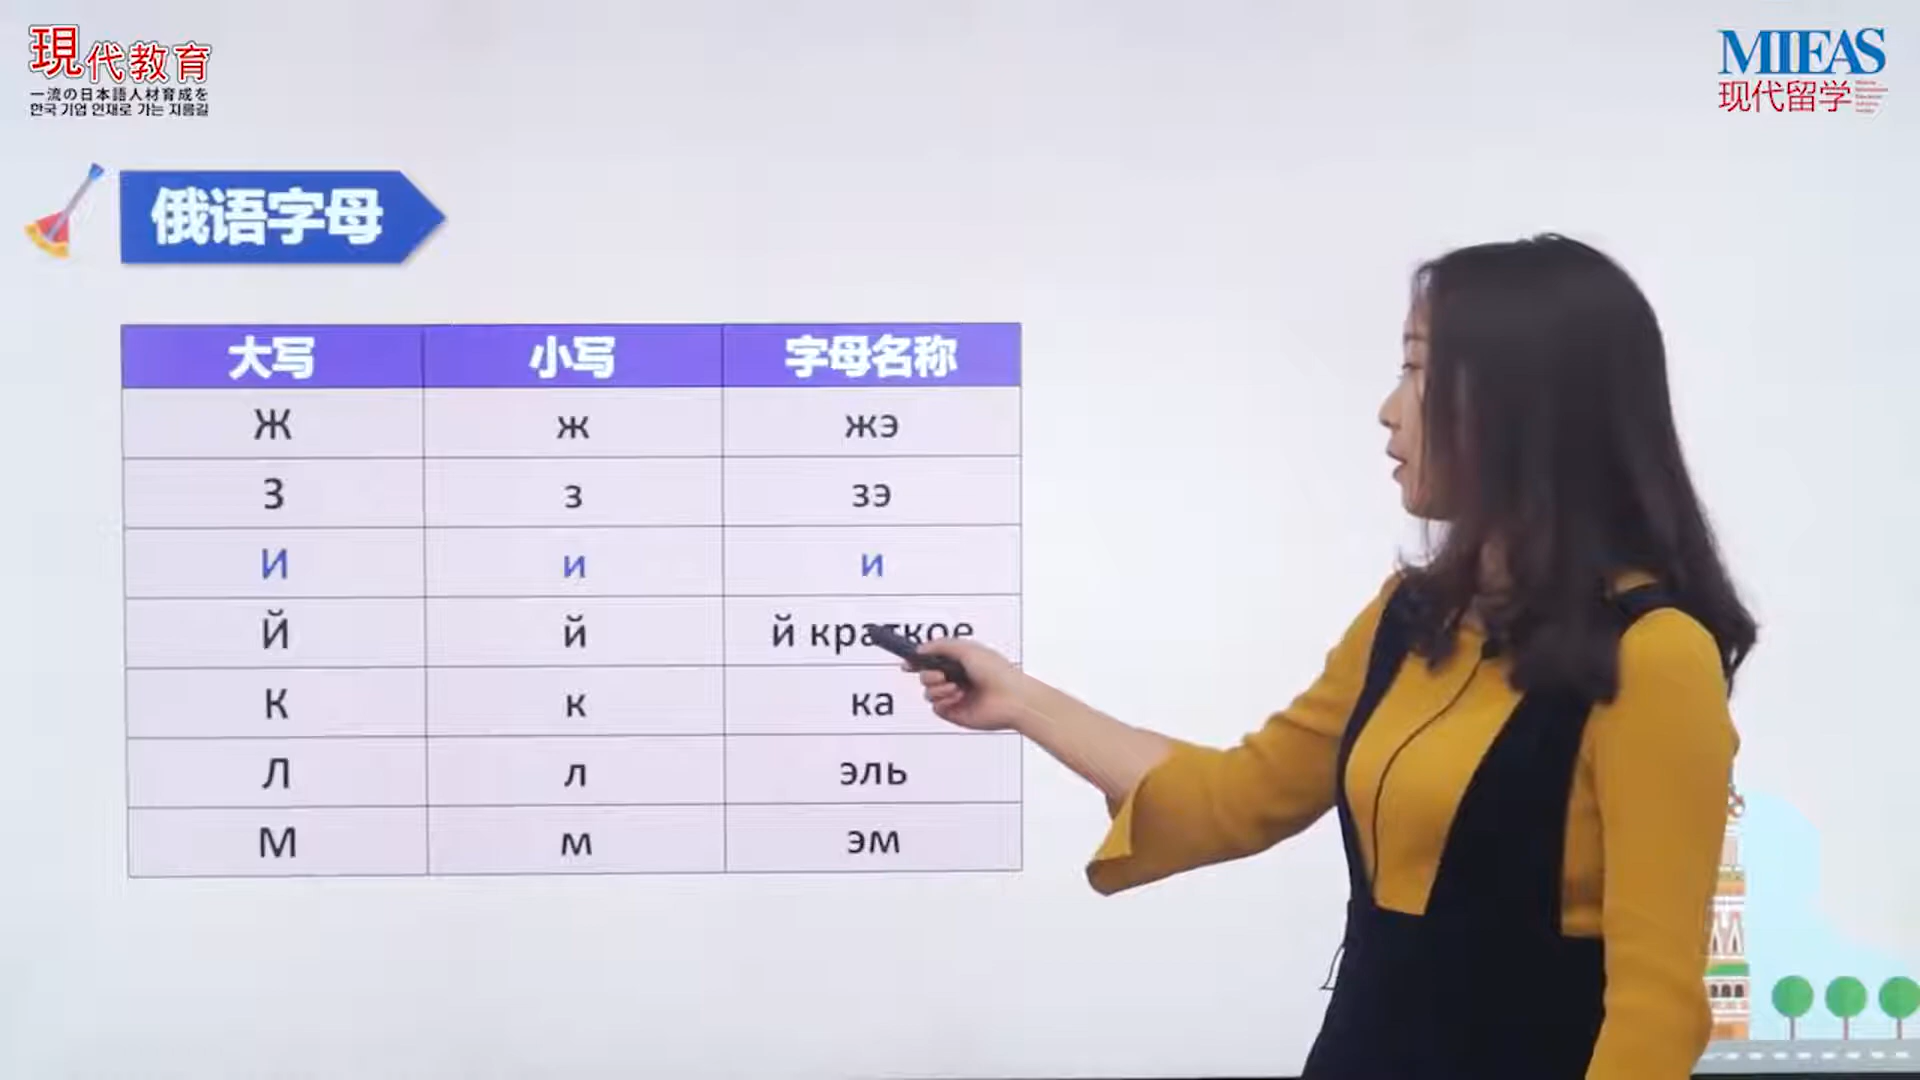 現代教育
一流の日本語人材育成を
한국 기업 인재로 가는 지름길
MIEAS
现代留学
俄语字母
大写 小写 字母名称
Ж ж жэ
З з зэ
И и и
Й й й краткое
К к ка
Л л эль
М м эм